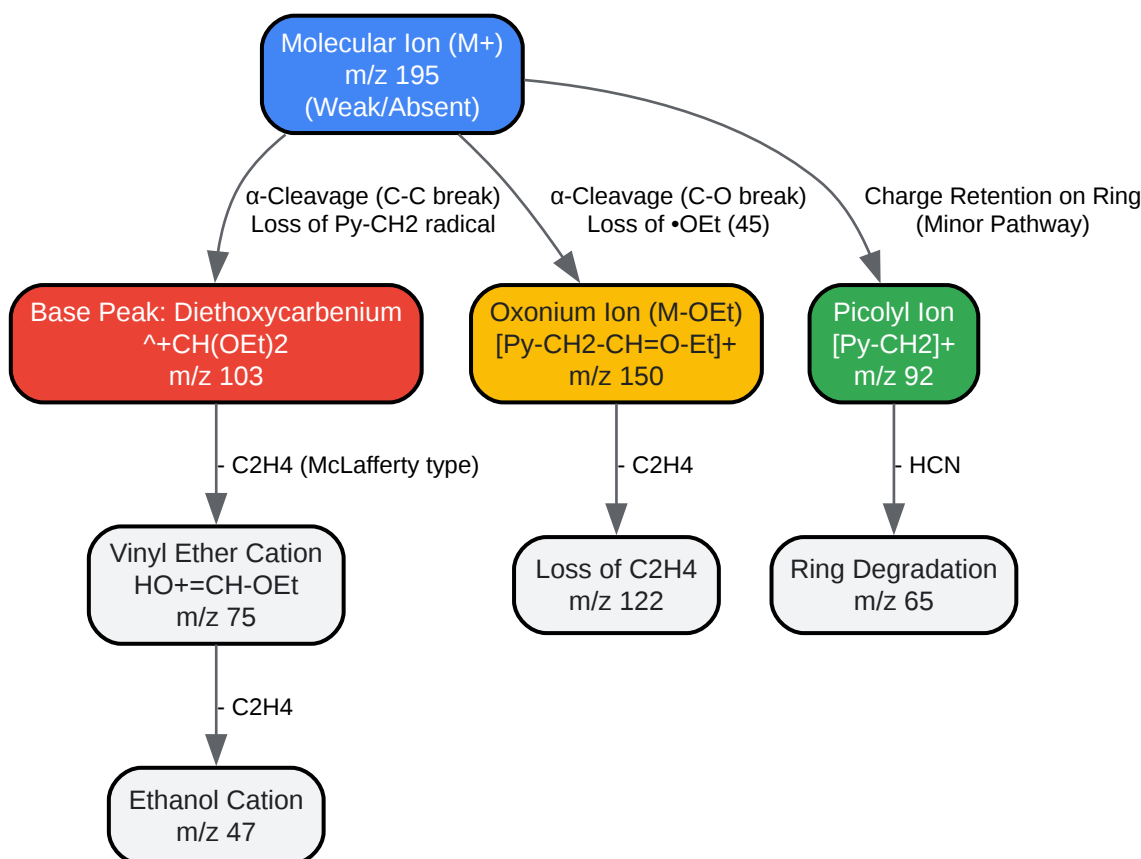 Molecular Ion (M+)
m/z 195
(Weak/Absent)
α-Cleavage (C-C break)
Loss of Py-CH2 radical
α-Cleavage (C-O break)
Loss of •OEt (45)
Charge Retention on Ring
(Minor Pathway)
Base Peak: Diethoxycarbenium
^+CH(OEt)2
m/z 103
Oxonium Ion (M-OEt)
[Py-CH2-CH=O-Et]+
m/z 150
Picolyl Ion
[Py-CH2]+
m/z 92
- C2H4 (McLafferty type)
- C2H4
- HCN
Vinyl Ether Cation
HO+=CH-OEt
m/z 75
Loss of C2H4
m/z 122
Ring Degradation
m/z 65
- C2H4
Ethanol Cation
m/z 47